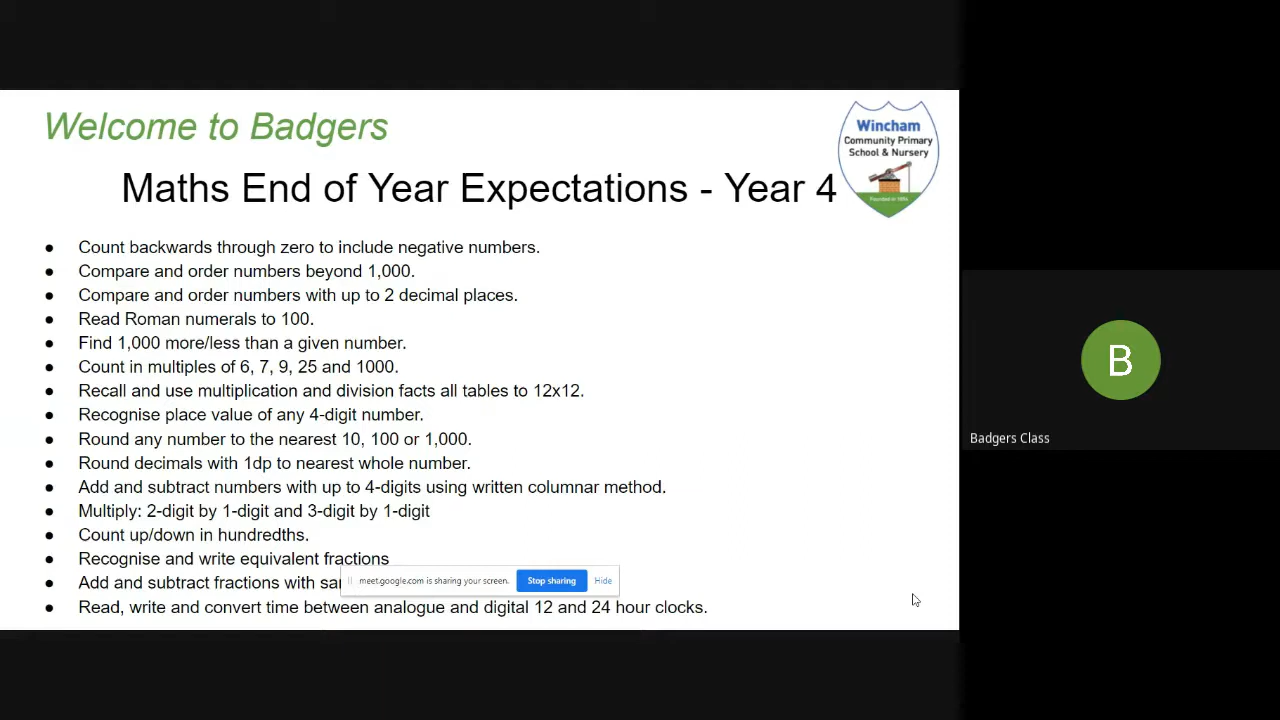 Welcome to Badgers
Wincham
Community Primary
School & Nursery
Founded in 1894
Maths End of Year Expectations - Year 4
● Count backwards through zero to include negative numbers.
● Compare and order numbers beyond 1,000.
● Compare and order numbers with up to 2 decimal places.
● Read Roman numerals to 100.
● Find 1,000 more/less than a given number.
● Count in multiples of 6, 7, 9, 25 and 1000.
● Recall and use multiplication and division facts all tables to 12x12.
● Recognise place value of any 4-digit number.
● Round any number to the nearest 10, 100 or 1,000.
● Round decimals with 1dp to nearest whole number.
● Add and subtract numbers with up to 4-digits using written columnar method.
● Multiply: 2-digit by 1-digit and 3-digit by 1-digit
● Count up/down in hundredths.
● Recognise and write equivalent fractions
● Add and subtract fractions with
meet.google.com is sharing your screen. Stop sharing Hide
● Read, write and convert time between analogue and digital 12 and 24 hour clocks.
B
Badgers Class